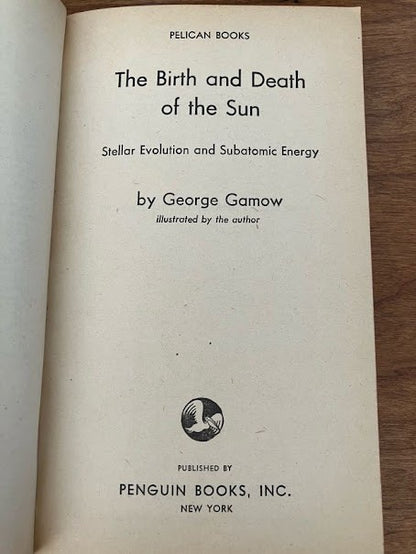 PELICAN BOOKS
The Birth and Death
of the Sun
Stellar Evolution and Subatomic Energy
by George Gamow
illustrated by the author
PUBLISHED BY
PENGUIN BOOKS, INC.
NEW YORK